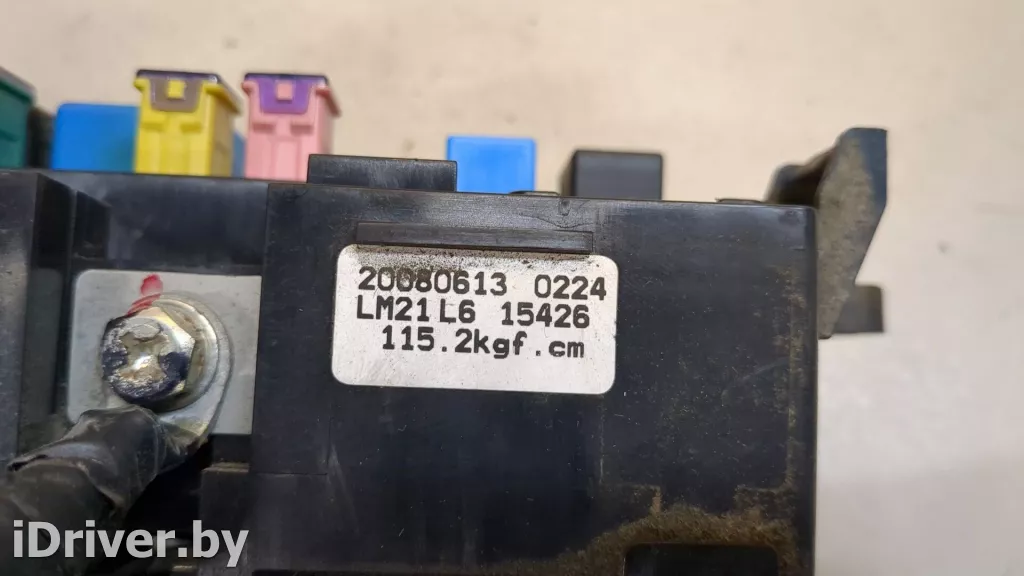 20080613 0224
LM21 L6 15426
115.2kgf.cm
iDriver.by